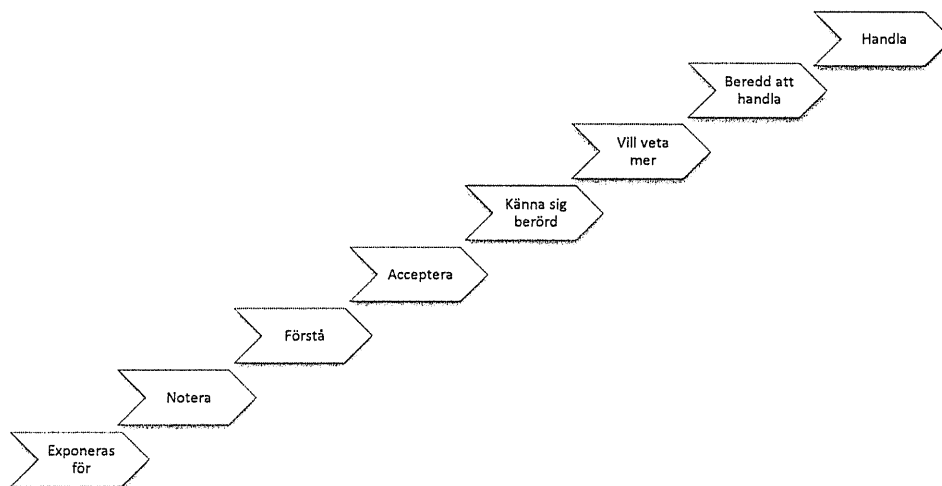 Handla
Beredd att
handla
Vill veta
mer
Känna sig
berörd
Acceptera
Förstå
Notera
Exponeras
för